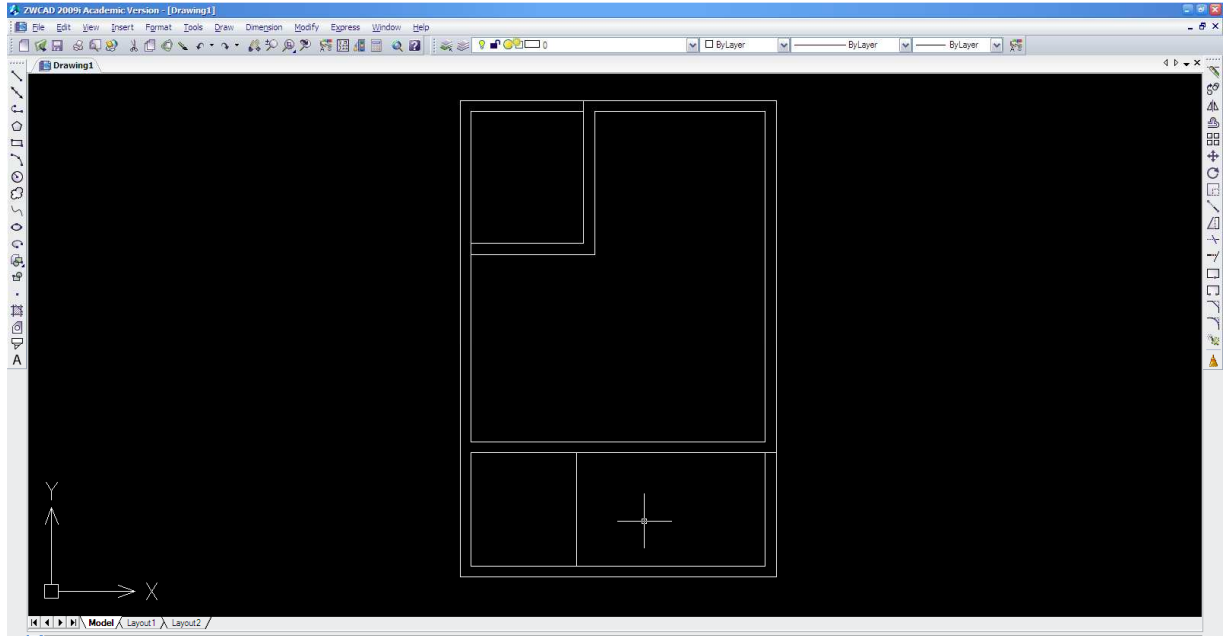 ZWCAD 2009i Academic Version - [Drawing1]
File Edit View Insert Format Tools Draw Dimension Modify Express Window Help
0 ByLayer ByLayer ByLayer
Drawing1
A
Y
X
Model Layout1 Layout2